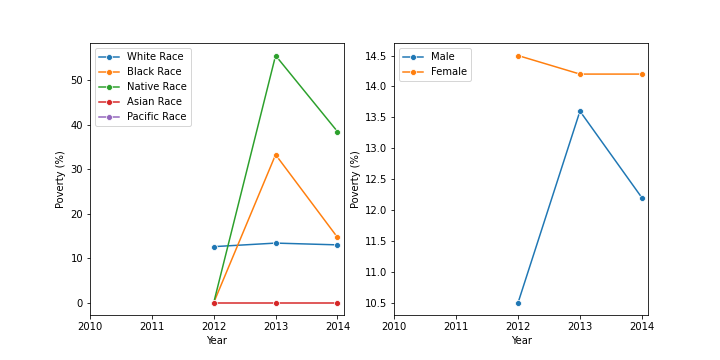 White Race
Black Race
Native Race
Asian Race
Pacific Race
Poverty (%)
50
40
30
20
10
0
2010 2011 2012 2013 2014
Year
Male
Female
Poverty (%)
14.5
14.0
13.5
13.0
12.5
12.0
11.5
11.0
10.5
2010 2011 2012 2013 2014
Year